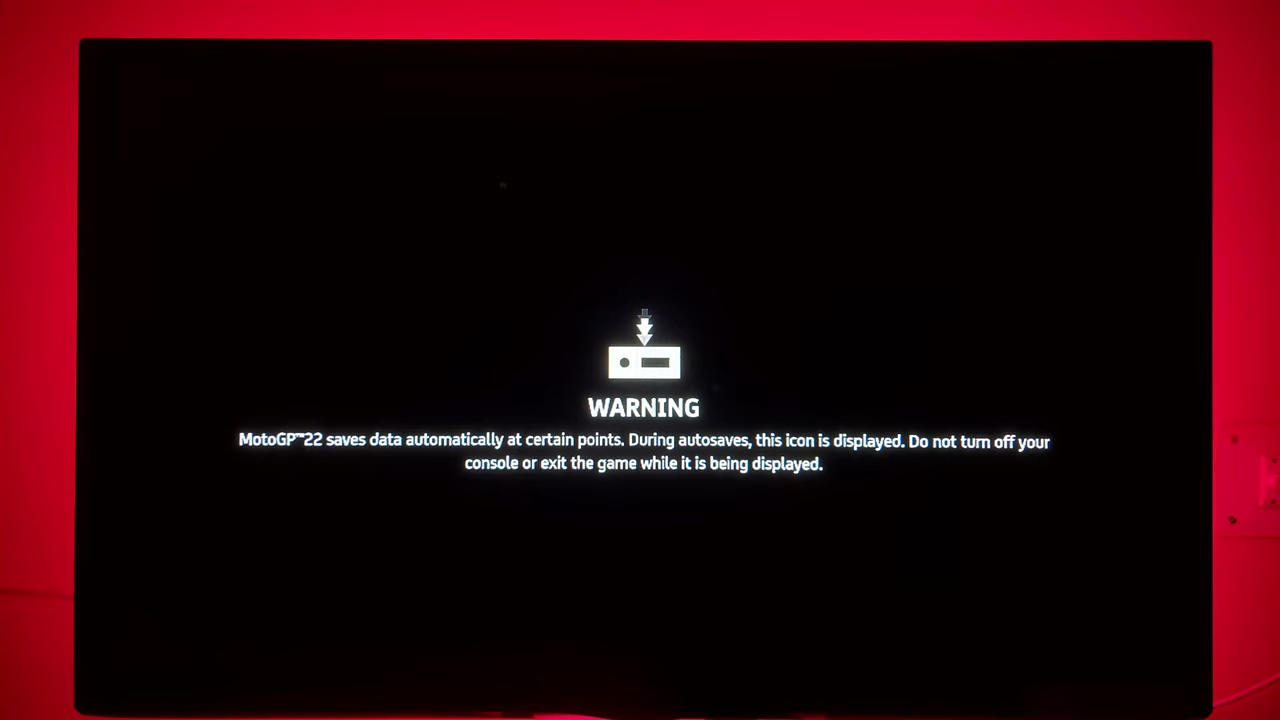 WARNING
MotoGP™22 saves data automatically at certain points. During autosaves, this icon is displayed. Do not turn off your
console or exit the game while it is being displayed.